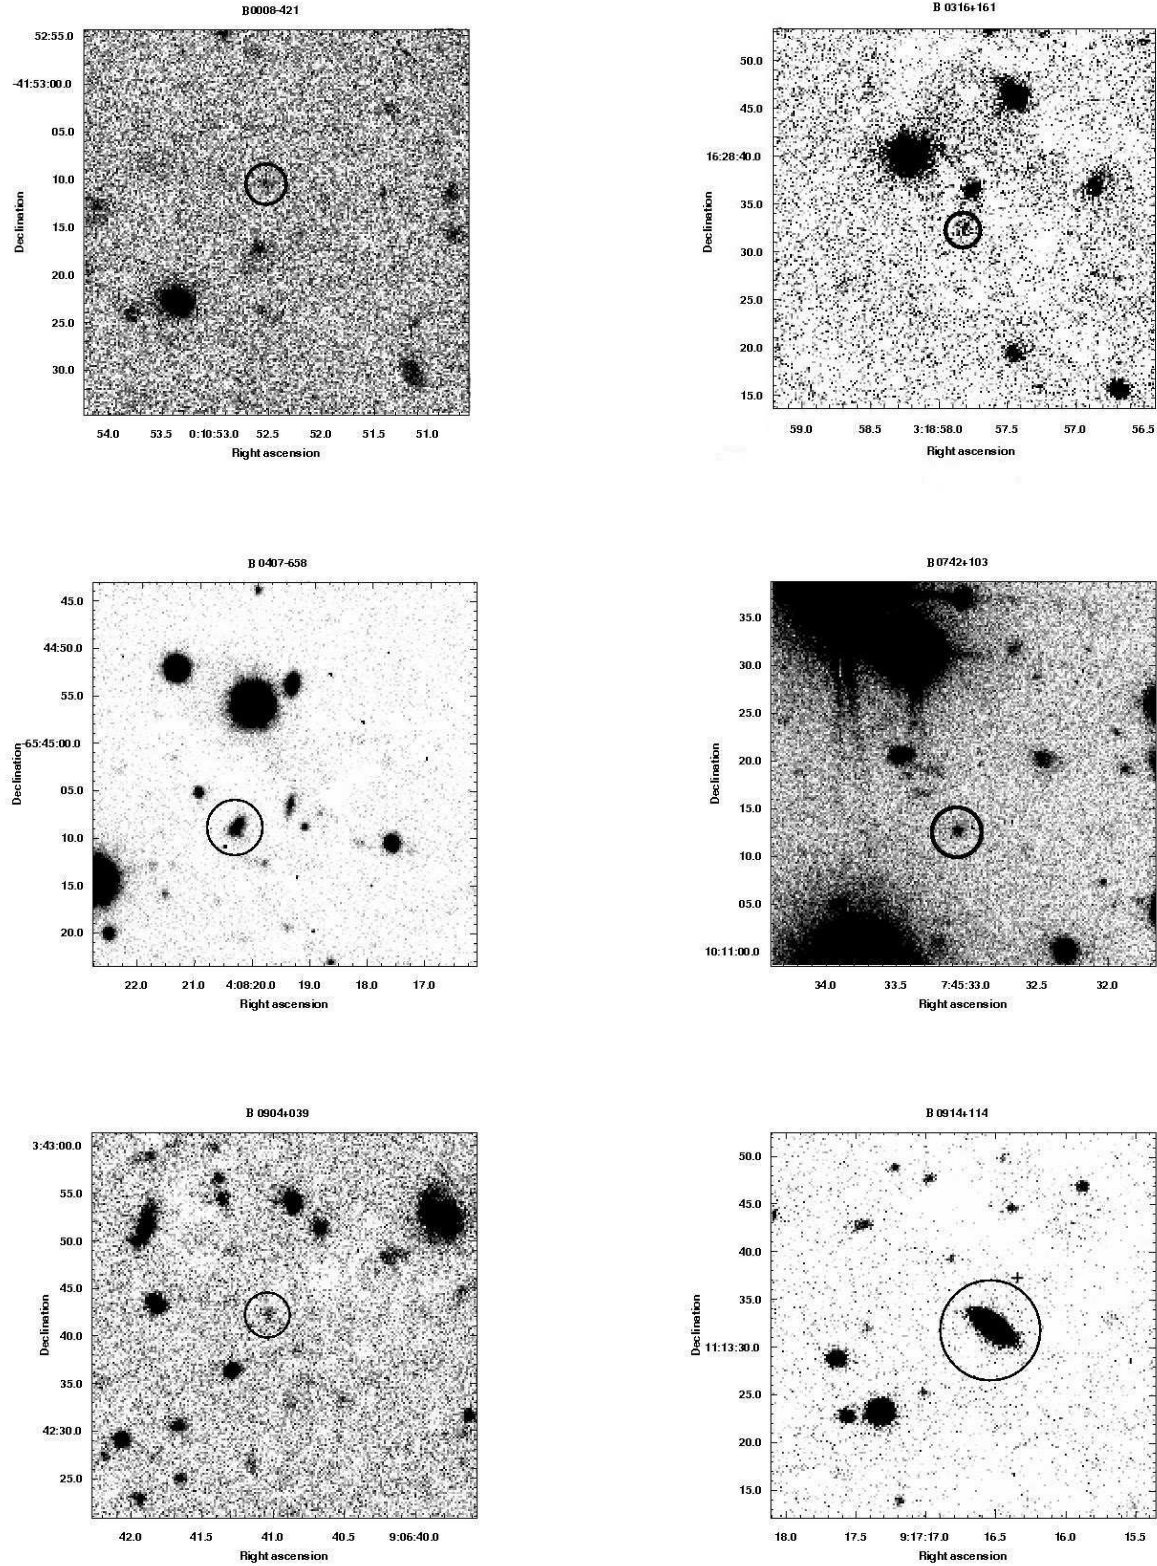 B0008-421
52:55.0
-41:53:00.0
05.0
10.0
15.0
20.0
25.0
30.0
Declination
54.0 53.5 0:10:53.0 52.5 52.0 51.5 51.0
Right ascension
B 0316+161
50.0
45.0
16:28:40.0
35.0
30.0
25.0
20.0
15.0
Declination
59.0 58.5 3:18:58.0 57.5 57.0 56.5
Right ascension
B 0407-658
45.0
44:50.0
55.0
-65:45:00.0
05.0
10.0
15.0
20.0
Declination
22.0 21.0 4:08:20.0 19.0 18.0 17.0
Right ascension
B 0742+103
35.0
30.0
25.0
20.0
15.0
10.0
05.0
10:11:00.0
Declination
34.0 33.5 7:45:33.0 32.5 32.0
Right ascension
B 0904+039
3:43:00.0
55.0
50.0
45.0
40.0
35.0
42:30.0
25.0
Declination
42.0 41.5 41.0 40.5 9:06:40.0
Right ascension
B 0914+114
50.0
45.0
40.0
35.0
11:13:30.0
25.0
20.0
15.0
Declination
18.0 17.5 9:17:17.0 16.5 16.0 15.5
Right ascension